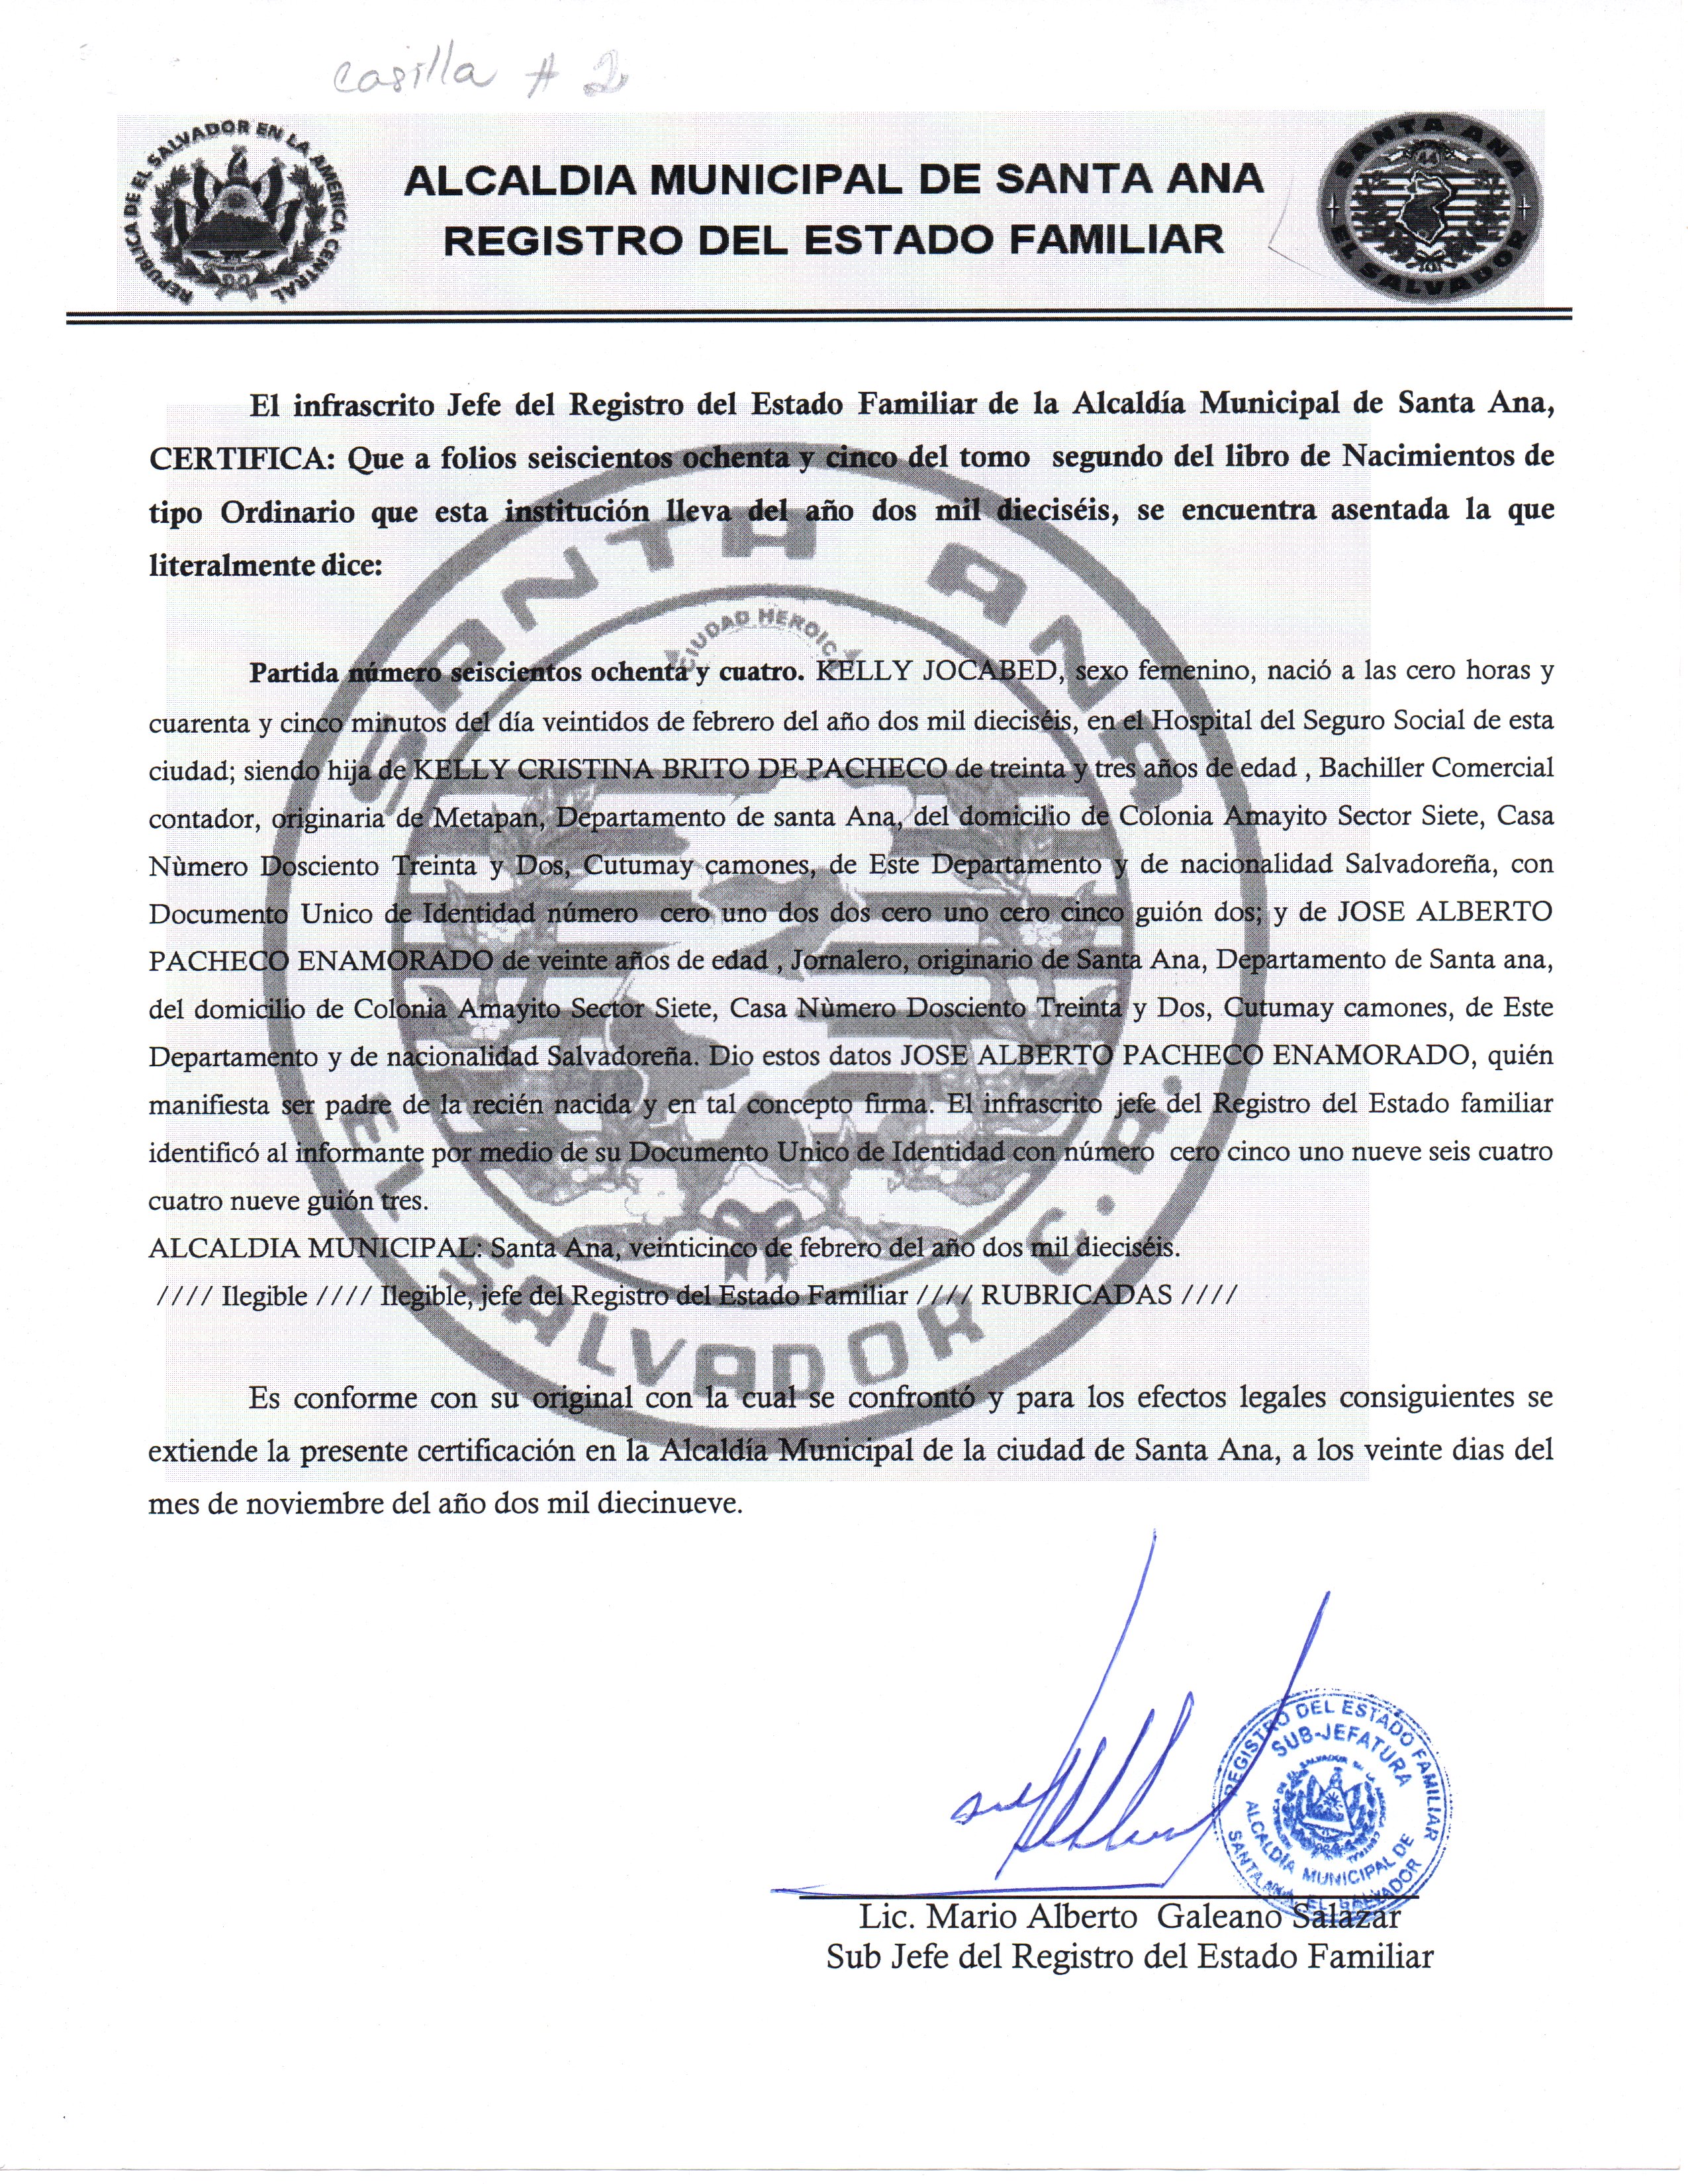 Casilla # 2
REPUBLICA DE EL SALVADOR EN LA AMERICA CENTRAL
ALCALDIA MUNICIPAL DE SANTA ANA
REGISTRO DEL ESTADO FAMILIAR
SANTA ANA
44
EL SALVADOR
El infrascrito Jefe del Registro del Estado Familiar de la Alcaldía Municipal de Santa Ana,
CERTIFICA: Que a folios seiscientos ochenta y cinco del tomo segundo del libro de Nacimientos de
tipo Ordinario que esta institución lleva del año dos mil dieciséis, se encuentra asentada la que
literalmente dice:
SANTA ANA
CIUDAD HEROICA
EL SALVADOR C.A.
Partida número seiscientos ochenta y cuatro. KELLY JOCABED, sexo femenino, nació a las cero horas y
cuarenta y cinco minutos del día veintidos de febrero del año dos mil dieciséis, en el Hospital del Seguro Social de esta
ciudad; siendo hija de KELLY CRISTINA BRITO DE PACHECO de treinta y tres años de edad , Bachiller Comercial
contador, originaria de Metapan, Departamento de santa Ana, del domicilio de Colonia Amayito Sector Siete, Casa
Nùmero Dosciento Treinta y Dos, Cutumay camones, de Este Departamento y de nacionalidad Salvadoreña, con
Documento Unico de Identidad número cero uno dos dos cero uno cero cinco guión dos; y de JOSE ALBERTO
PACHECO ENAMORADO de veinte años de edad , Jornalero, originario de Santa Ana, Departamento de Santa ana,
del domicilio de Colonia Amayito Sector Siete, Casa Nùmero Dosciento Treinta y Dos, Cutumay camones, de Este
Departamento y de nacionalidad Salvadoreña. Dio estos datos JOSE ALBERTO PACHECO ENAMORADO, quién
manifiesta ser padre de la recién nacida y en tal concepto firma. El infrascrito jefe del Registro del Estado familiar
identificó al informante por medio de su Documento Unico de Identidad con número cero cinco uno nueve seis cuatro
cuatro nueve guión tres.
ALCALDIA MUNICIPAL: Santa Ana, veinticinco de febrero del año dos mil dieciséis.
//// Ilegible //// Ilegible, jefe del Registro del Estado Familiar //// RUBRICADAS ////
Es conforme con su original con la cual se confrontó y para los efectos legales consiguientes se
extiende la presente certificación en la Alcaldía Municipal de la ciudad de Santa Ana, a los veinte dias del
mes de noviembre del año dos mil diecinueve.
REGISTRO DEL ESTADO FAMILIAR
SUB-JEFATURA
ALCALDÍA MUNICIPAL DE
SANTA ANA, EL SALVADOR
Lic. Mario Alberto Galeano Salazar
Sub Jefe del Registro del Estado Familiar